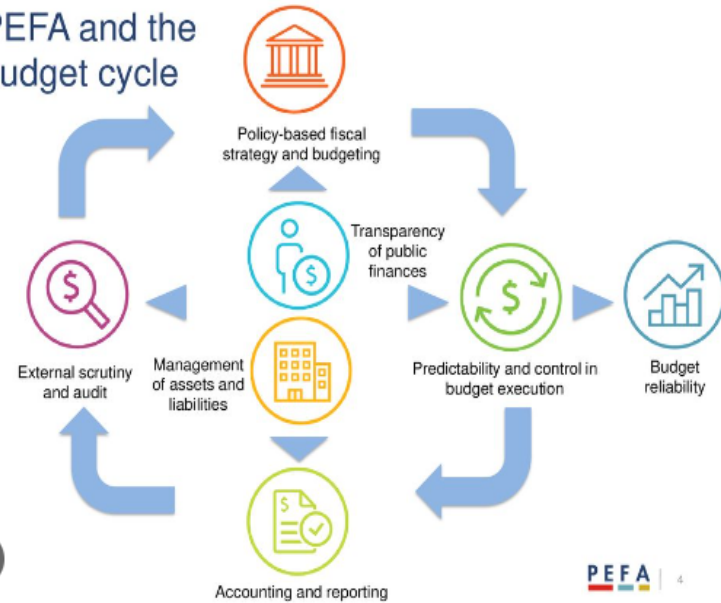 PEFA and the
udget cycle
Policy-based fiscal
strategy and budgeting
Transparency
of public
finances
$
$
$
External scrutiny
and audit
Management
of assets and
liabilities
Predictability and control in
budget execution
Budget
reliability
$
Accounting and reporting
PEFA
4